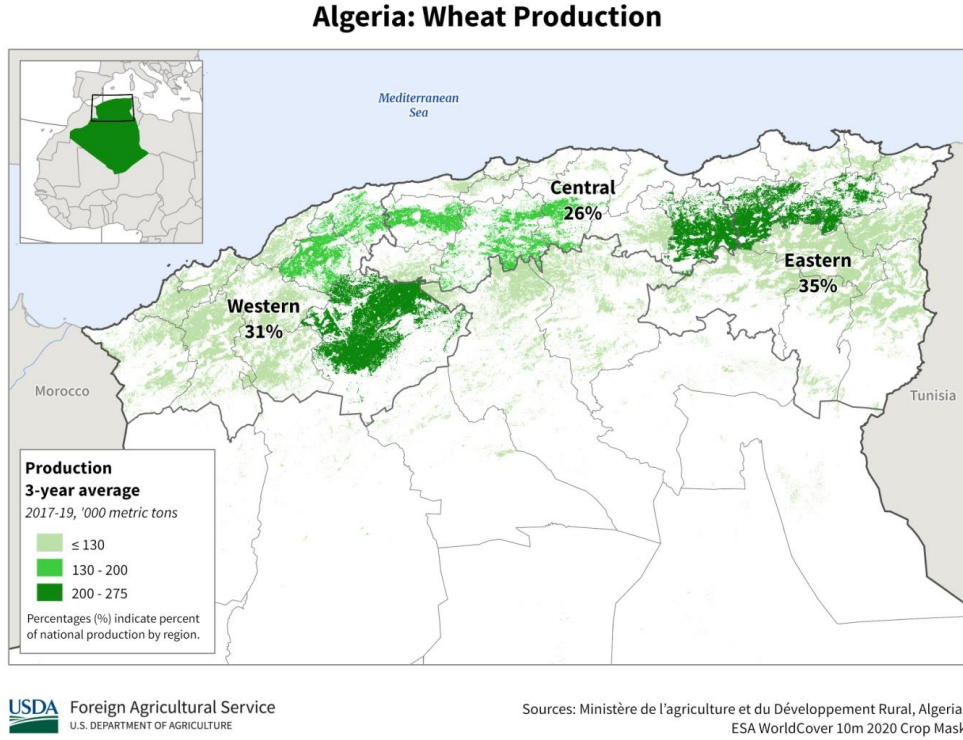 Algeria: Wheat Production
Mediterranean
Sea
Central
26%
Eastern
35%
Western
31%
Morocco
Tunisia
Production
3-year average
2017-19, '000 metric tons
≤ 130
130 - 200
200 - 275
Percentages (%) indicate percent
of national production by region.
USDA
Foreign Agricultural Service
U.S. DEPARTMENT OF AGRICULTURE
Sources: Ministère de l’agriculture et du Développement Rural, Algeria
ESA WorldCover 10m 2020 Crop Mask